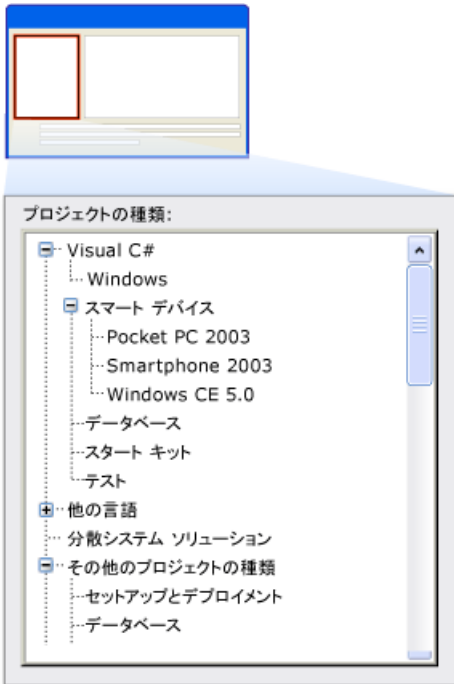 プロジェクトの種類:
Visual C#
Windows
スマート デバイス
Pocket PC 2003
Smartphone 2003
Windows CE 5.0
データベース
スタート キット
テスト
他の言語
分散システム ソリューション
その他のプロジェクトの種類
セットアップとデプロイメント
データベース